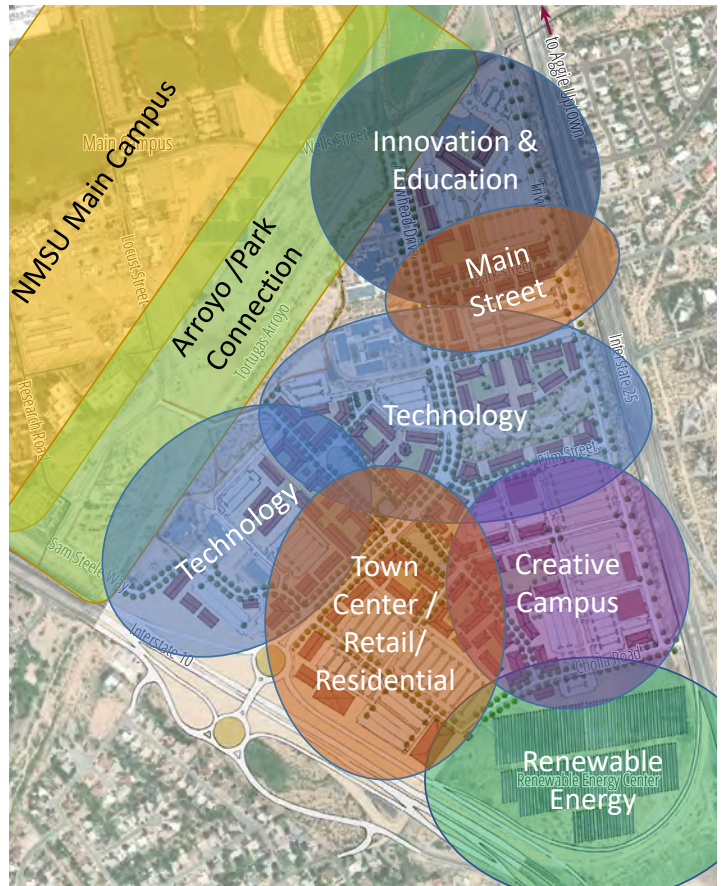 to Aggie Uptown
NMSU Main Campus
Main Campus
Wells Street
Innovation &
Education
Locust Street
Arroyo /Park
Connection
Tortugas Arroyo
Main
Street
Interstate 25
Research Road
Technology
Film Street
Technology
Sam Steele Way
Town
Center /
Retail/
Residential
Creative
Campus
Interstate 10
Cholla Road
Renewable
Renewable Energy Center
Energy